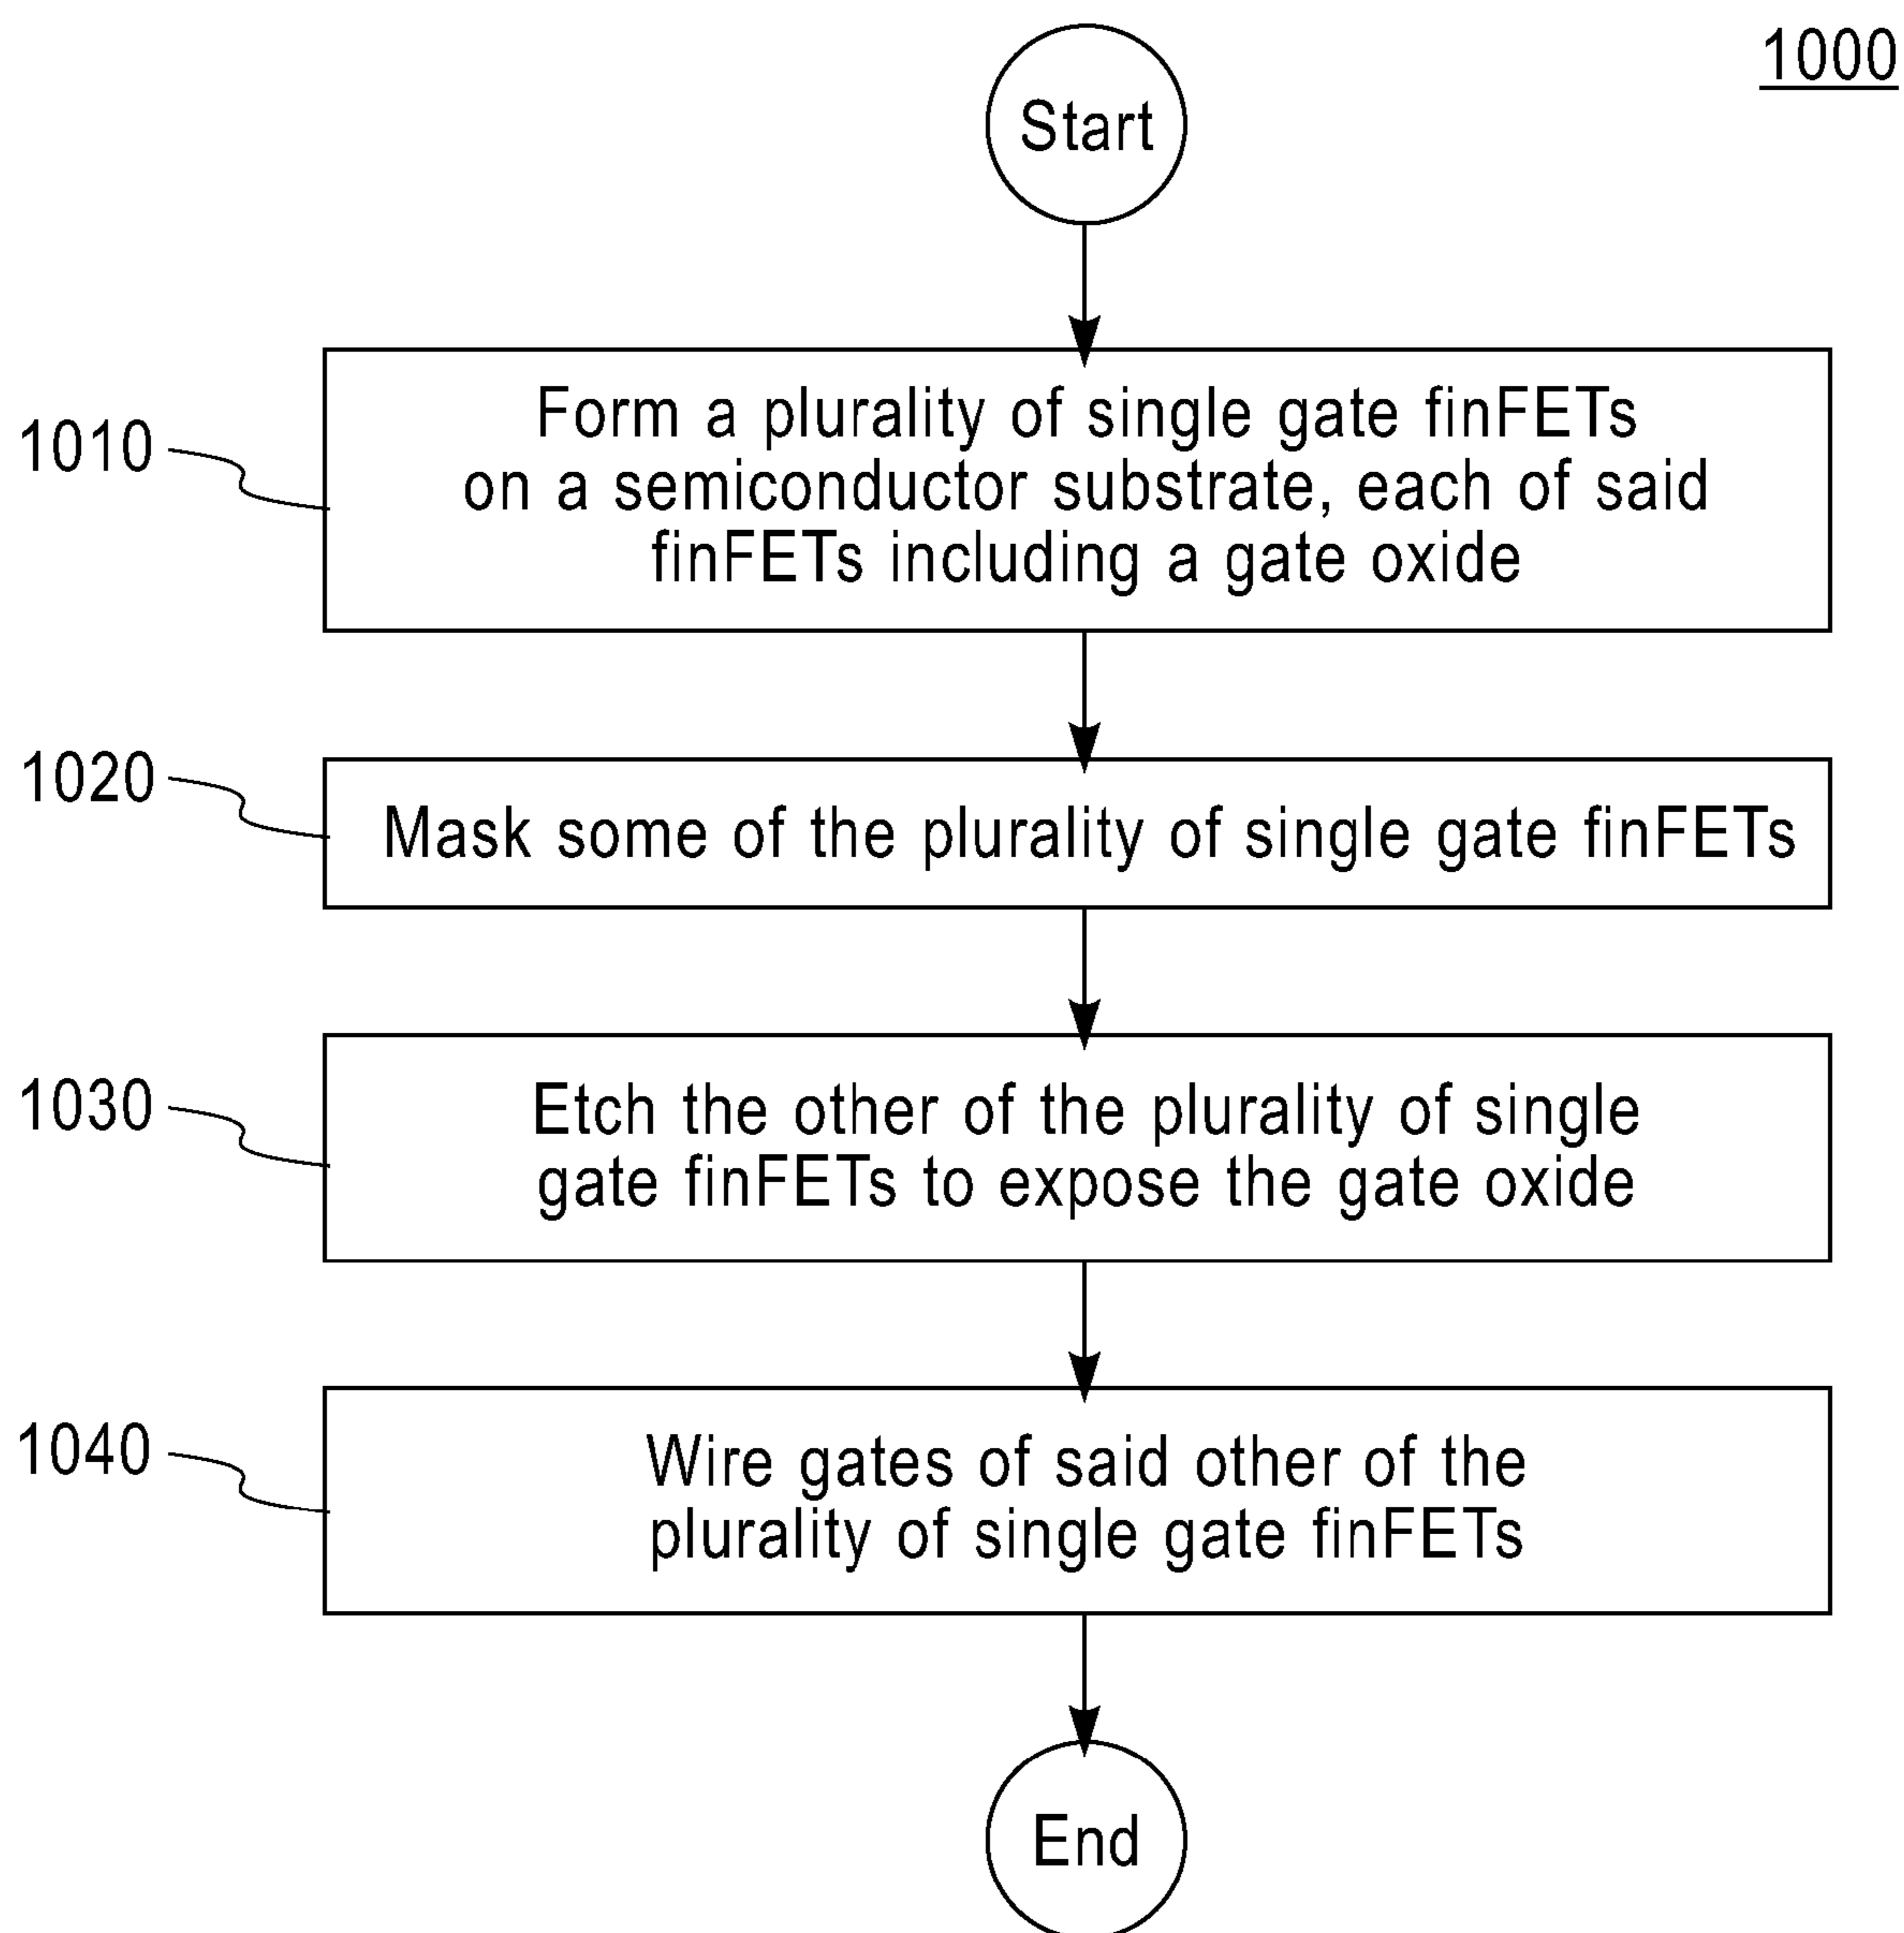 1000
Start
1010
Form a plurality of single gate finFETs
on a semiconductor substrate, each of said
finFETs including a gate oxide
1020
Mask some of the plurality of single gate finFETs
1030
Etch the other of the plurality of single
gate finFETs to expose the gate oxide
1040
Wire gates of said other of the
plurality of single gate finFETs
End